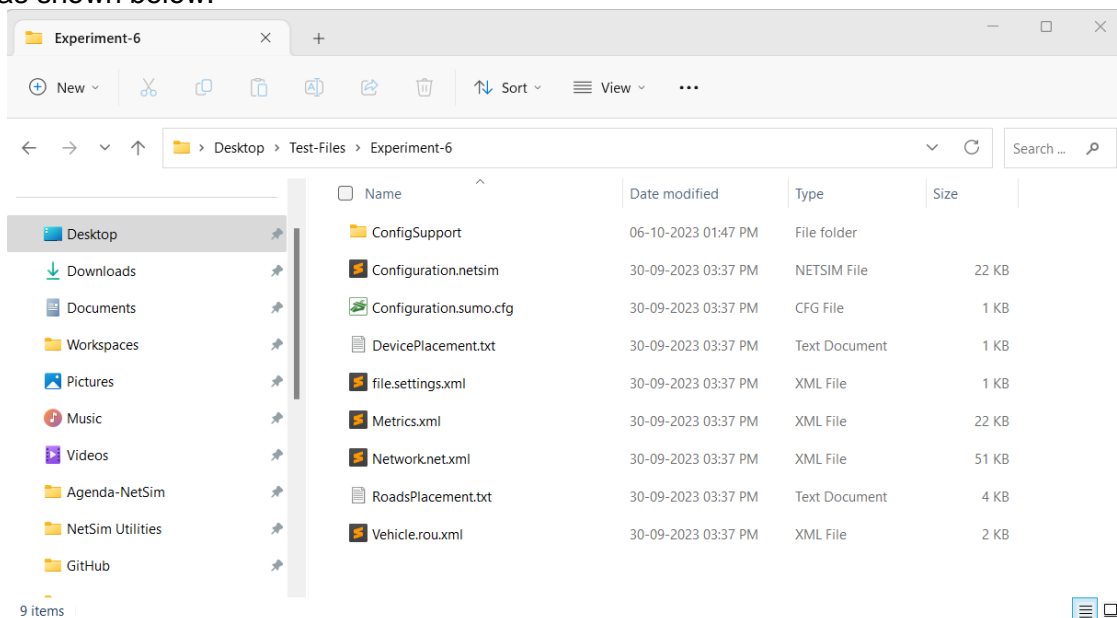 as shown below.
Experiment-6
New
Sort
View
Desktop > Test-Files > Experiment-6
Search ...
Name Date modified Type Size
Desktop
Downloads
Documents
Workspaces
Pictures
Music
Videos
Agenda-NetSim
NetSim Utilities
GitHub
ConfigSupport 06-10-2023 01:47 PM File folder
Configuration.netsim 30-09-2023 03:37 PM NETSIM File 22 KB
Configuration.sumo.cfg 30-09-2023 03:37 PM CFG File 1 KB
DevicePlacement.txt 30-09-2023 03:37 PM Text Document 1 KB
file.settings.xml 30-09-2023 03:37 PM XML File 1 KB
Metrics.xml 30-09-2023 03:37 PM XML File 22 KB
Network.net.xml 30-09-2023 03:37 PM XML File 51 KB
RoadsPlacement.txt 30-09-2023 03:37 PM Text Document 4 KB
Vehicle.rou.xml 30-09-2023 03:37 PM XML File 2 KB
9 items